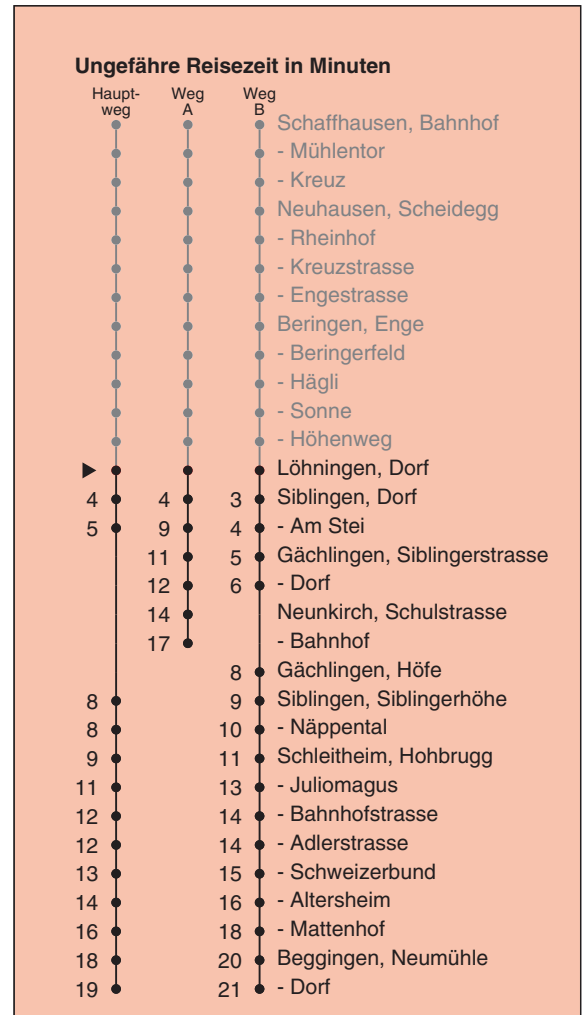 Ungefähre Reisezeit in Minuten
Haupt- Weg Weg
weg A B
Schaffhausen, Bahnhof
- Mühlentor
- Kreuz
Neuhausen, Scheidegg
- Rheinhof
- Kreuzstrasse
- Engestrasse
Beringen, Enge
- Beringerfeld
- Hägli
- Sonne
- Höhenweg
Löhningen, Dorf
4 4 3 Siblingen, Dorf
5 9 4 - Am Stei
11 5 Gächlingen, Siblingerstrasse
12 6 - Dorf
14 Neunkirch, Schulstrasse
17 - Bahnhof
8 Gächlingen, Höfe
8 9 Siblingen, Siblingerhöhe
8 10 - Näppental
9 11 Schleitheim, Hohbrugg
11 13 - Juliomagus
12 14 - Bahnhofstrasse
12 14 - Adlerstrasse
13 15 - Schweizerbund
14 16 - Altersheim
16 18 - Mattenhof
18 20 Beggingen, Neumühle
19 21 - Dorf